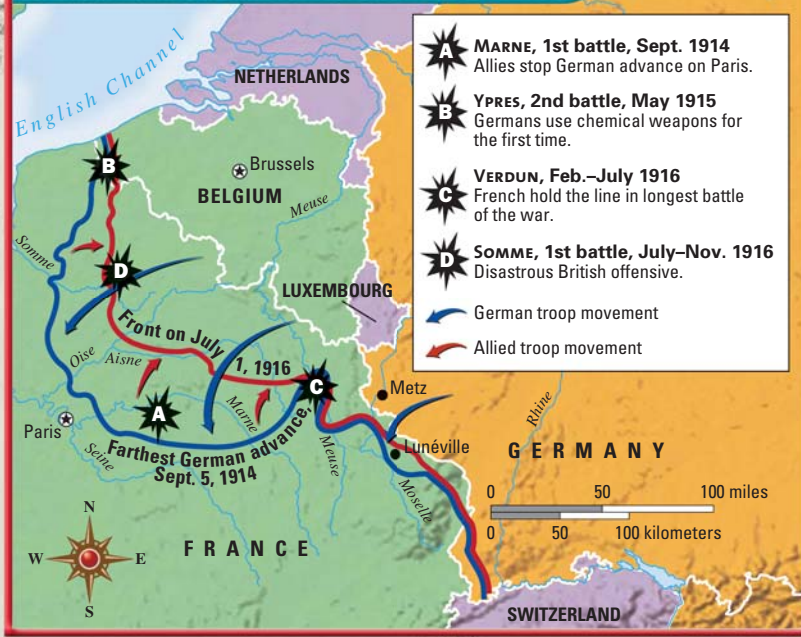 English Channel
NETHERLANDS
Brussels
BELGIUM
Meuse
Somme
LUXEMBOURG
Front on July
1, 1916
Oise
Aisne
Marne
Metz
Paris
Seine
Farthest German advance,
Sept. 5, 1914
Meuse
Lunéville
Moselle
Rhine
GERMANY
FRANCE
SWITZERLAND
A
B
C
D
N
W
E
S
0 50 100 miles
0 50 100 kilometers
A
MARNE, 1st battle, Sept. 1914
Allies stop German advance on Paris.
B
YPRES, 2nd battle, May 1915
Germans use chemical weapons for
the first time.
C
VERDUN, Feb.–July 1916
French hold the line in longest battle
of the war.
D
SOMME, 1st battle, July–Nov. 1916
Disastrous British offensive.
German troop movement
Allied troop movement